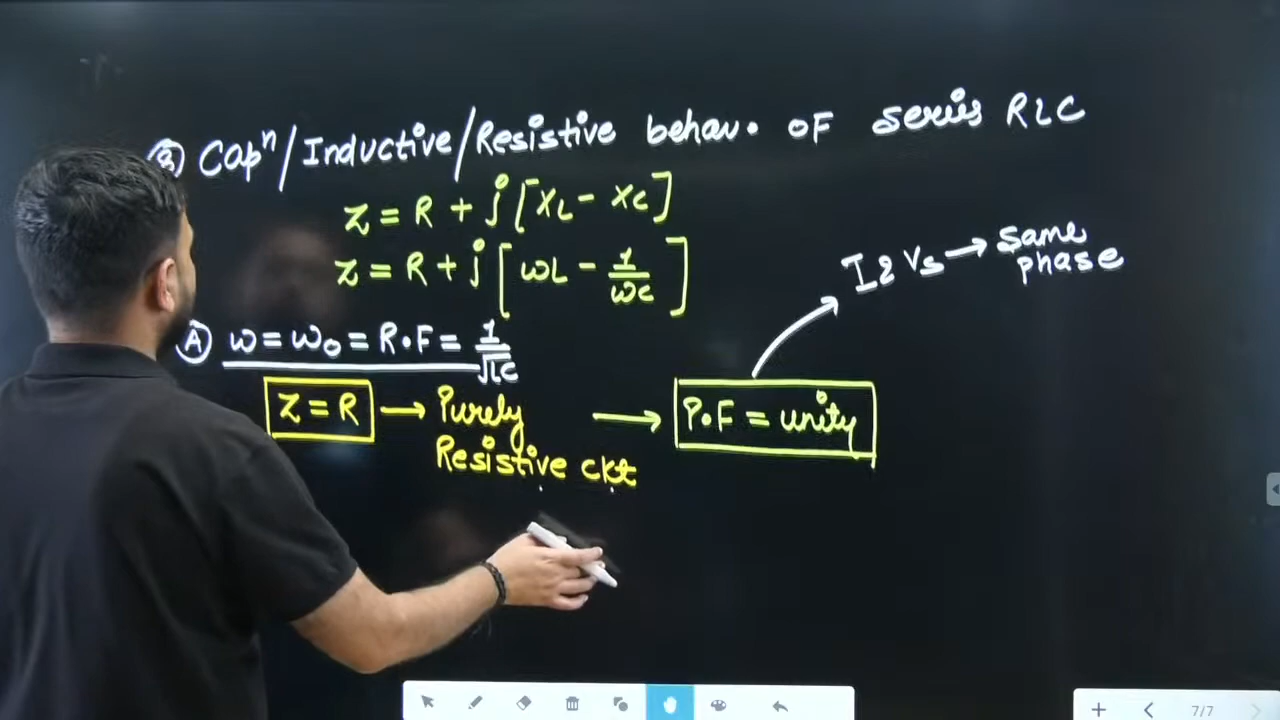 ③ Capⁿ/Inductive/Resistive behav. of series RLC
Z = R + j[XL - XC]
Z = R + j[ωL - 1/ωC]
I & Vs → same phase
Ⓐ ω = ω₀ = R.F = 1/√LC
Z = R → Purely Resistive ckt → P.F = unity
7/7